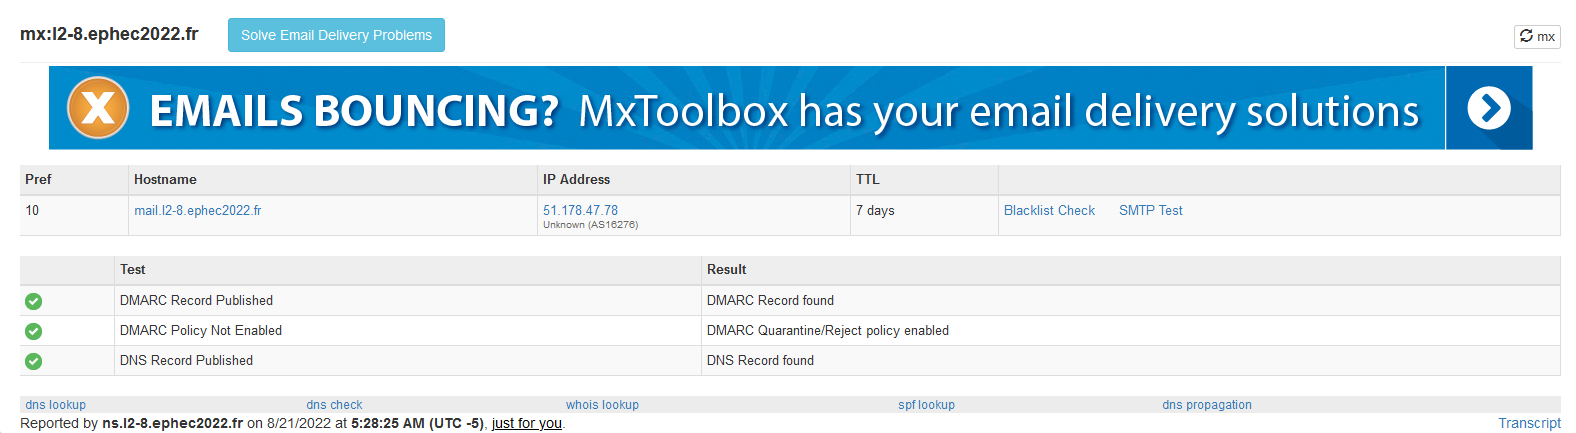 mx:l2-8.ephec2022.fr Solve Email Delivery Problems mx
X EMAILS BOUNCING? MxToolbox has your email delivery solutions
Pref Hostname IP Address TTL
10 mail.l2-8.ephec2022.fr 51.178.47.78 7 days Blacklist Check SMTP Test
Unknown (AS16276)
Test Result
DMARC Record Published DMARC Record found
DMARC Policy Not Enabled DMARC Quarantine/Reject policy enabled
DNS Record Published DNS Record found
dns lookup dns check whois lookup spf lookup dns propagation
Reported by ns.l2-8.ephec2022.fr on 8/21/2022 at 5:28:25 AM (UTC -5), just for you. Transcript